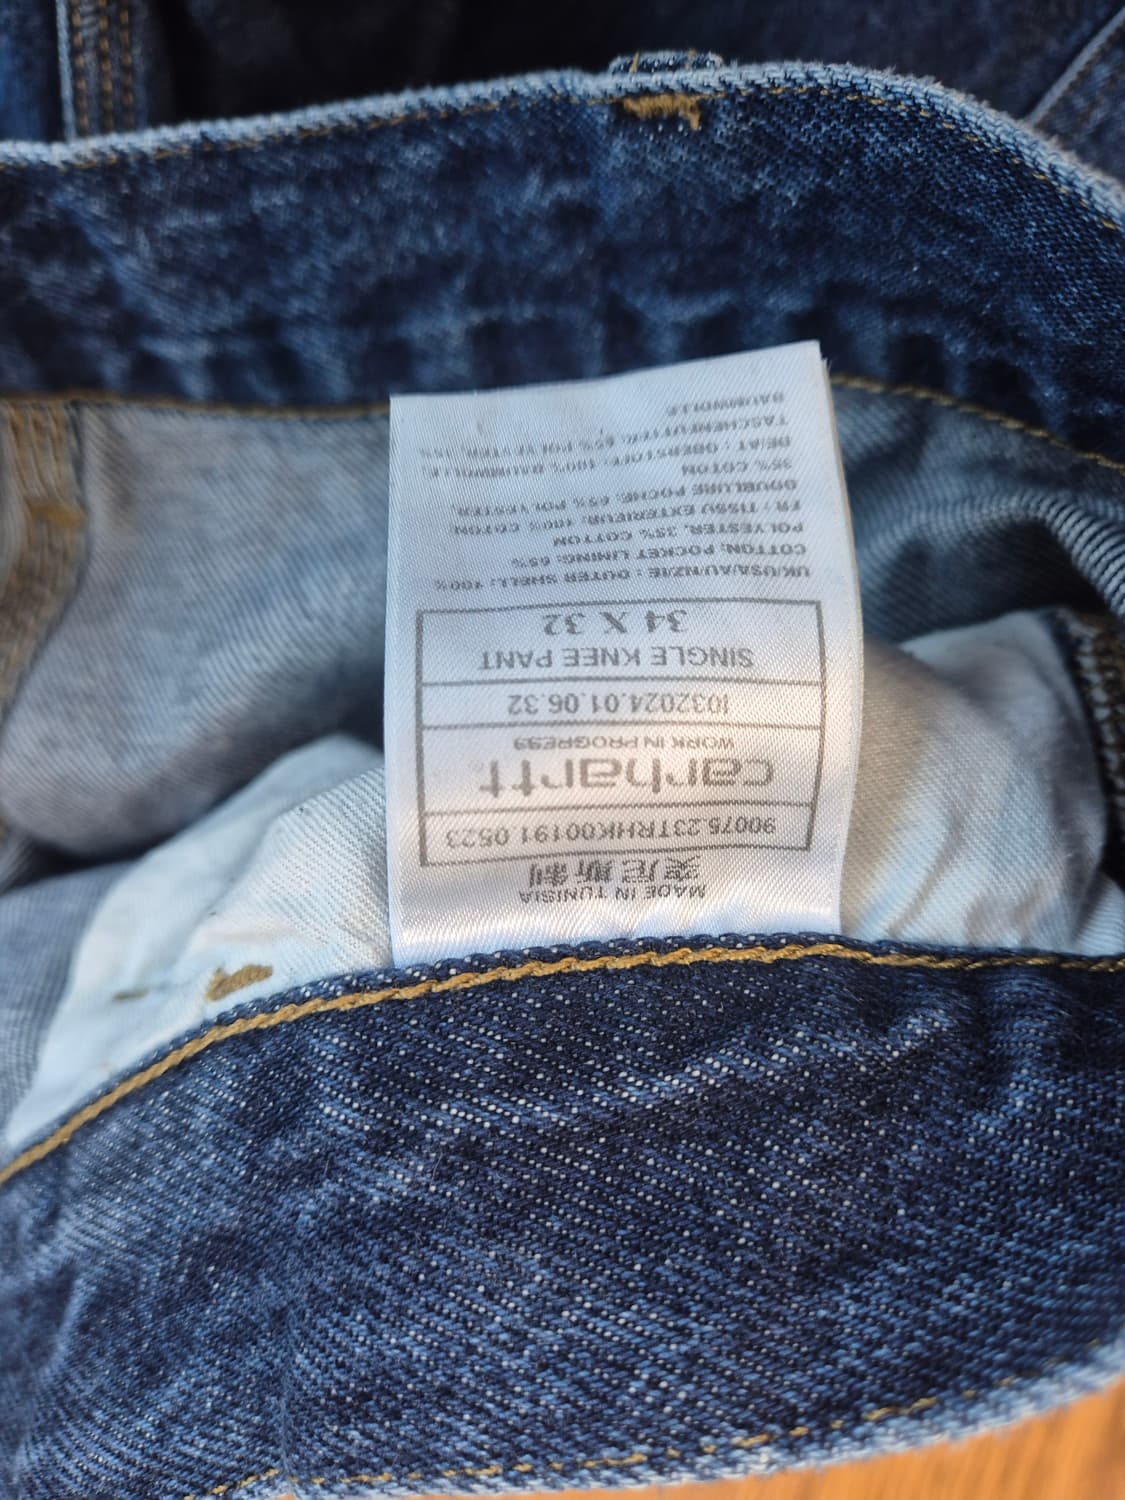 MADE IN TUNISIA
突尼斯 制
90075.23TRHK00191 0523
carhartt
WORK IN PROGRESS
I032024.01.06.32
SINGLE KNEE PANT
34 X 32
UK/USA/AU/NZ/IE : OUTER SHELL: 100%
COTTON; POCKET LINING: 65%
POLYESTER, 35% COTTON
FR : TISSU EXTERIEUR: 100% COTON
DOUBLURE POCHE: 65% POLYESTER
35% COTON
DE/AT : OBERSTOFF: 100% BAUMWOLLE;
TASCHENFUTTER: 65% POLYESTER, 35%
BAUMWOLLE